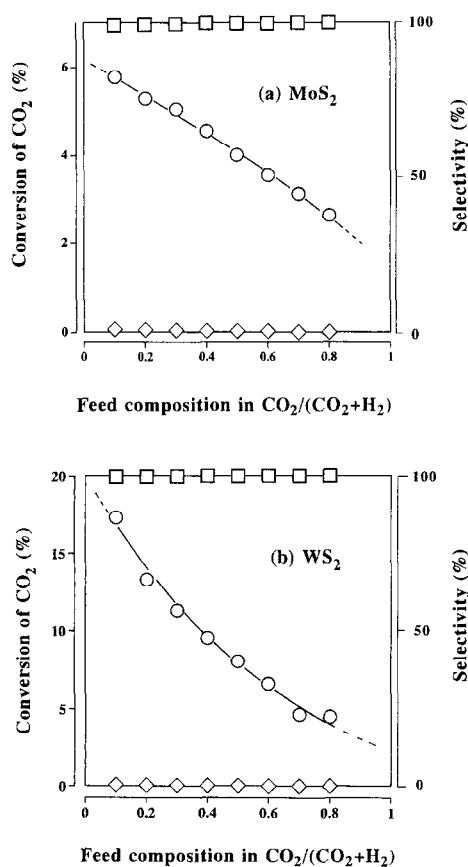 6
4
2
0
Conversion of CO₂ (%)
(a) MoS₂
100
50
0
Selectivity (%)
0 0.2 0.4 0.6 0.8 1
Feed composition in CO₂/(CO₂+H₂)
20
15
10
5
0
Conversion of CO₂ (%)
(b) WS₂
100
50
0
Selectivity (%)
0 0.2 0.4 0.6 0.8 1
Feed composition in CO₂/(CO₂+H₂)